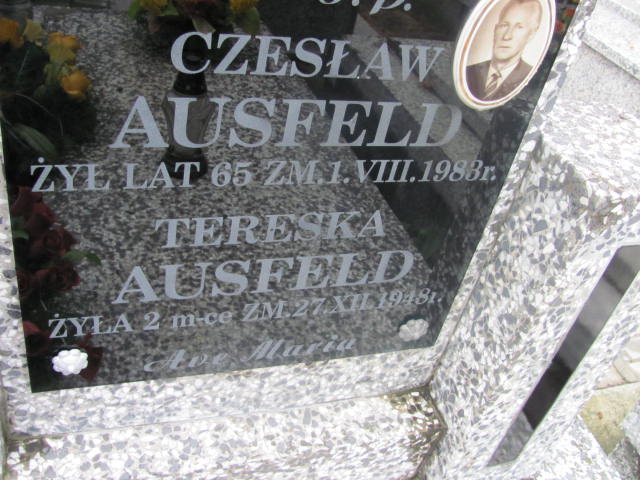 Ś.P.
CZESŁAW
AUSFELD
ŻYŁ LAT 65 ZM.1.VIII.1983r.
TERESKA
AUSFELD
ŻYŁA 2 m-ce ZM.27.XII.1948r.
Ave Maria